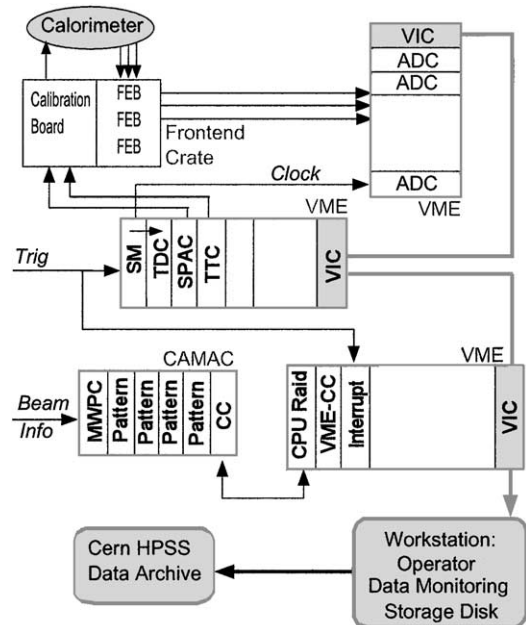 Calorimeter
Calibration
Board
FEB
FEB
FEB
Frontend
Crate
VIC
ADC
ADC
ADC
VME
Clock
VME
Trig
SM
TDC
SPAC
TTC
VIC
CAMAC
Beam
Info
MWPC
Pattern
Pattern
Pattern
Pattern
CC
VME
CPU Raid
VME-CC
Interrupt
VIC
Cern HPSS
Data Archive
Workstation:
Operator
Data Monitoring
Storage Disk